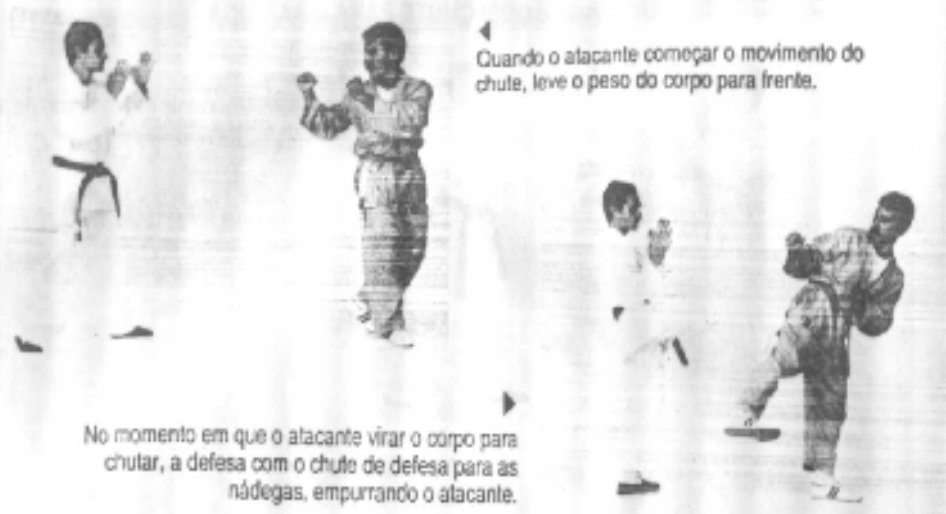 Quando o atacante começar o movimento do
chute, leve o peso do corpo para frente.
No momento em que o atacante virar o corpo para
chutar, a defesa com o chute de defesa para as
nádegas, empurrando o atacante.